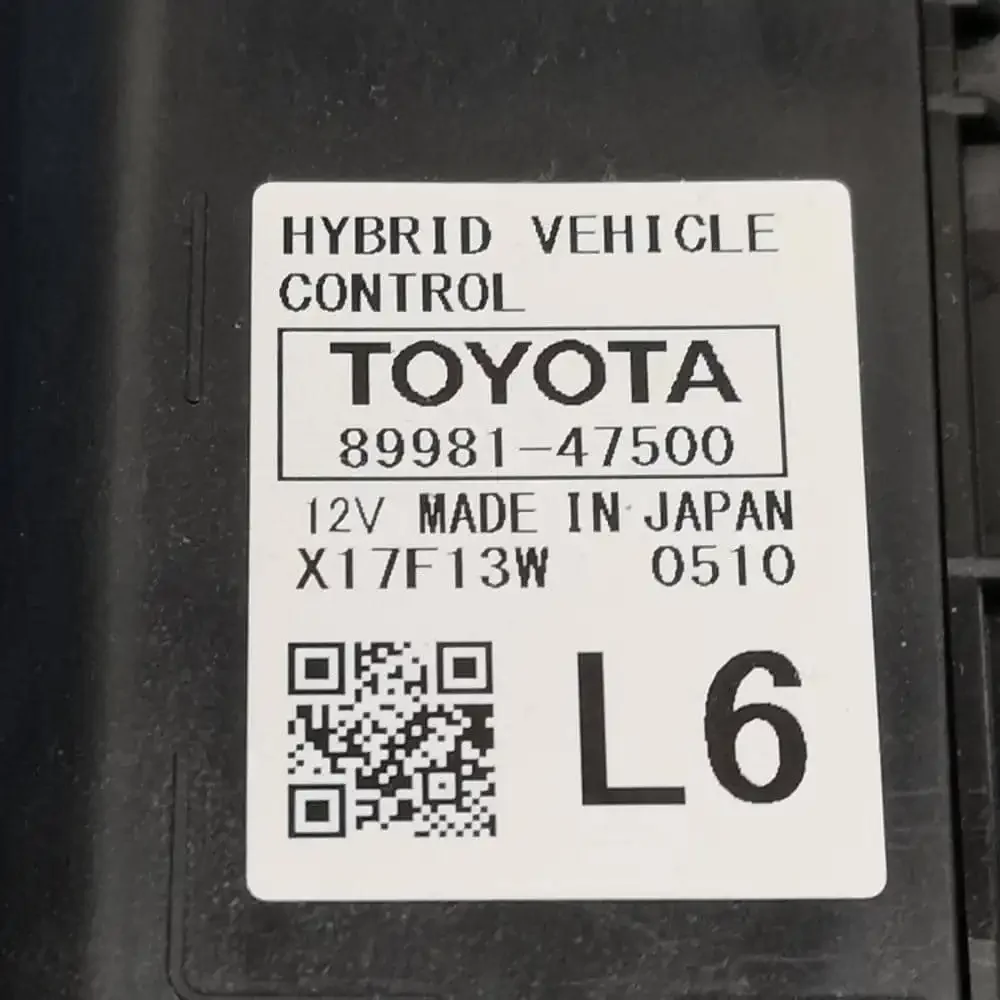 HYBRID VEHICLE
CONTROL
TOYOTA
89981-47500
12V MADE IN JAPAN
X17F13W 0510
L6